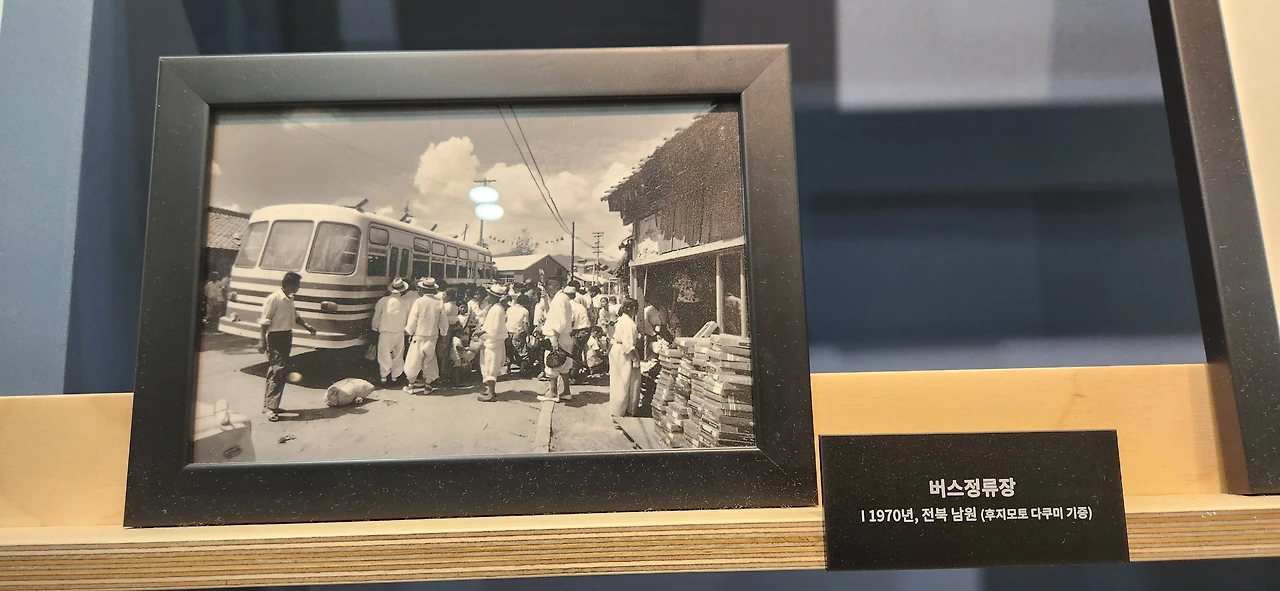 버스정류장
| 1970년, 전북 남원 (후지모토 다쿠미 기증)